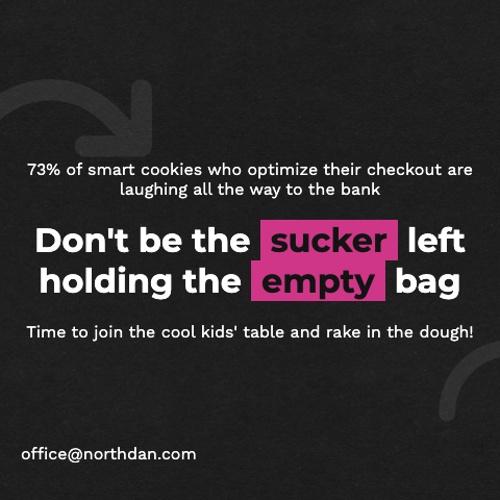 73% of smart cookies who optimize their checkout are
laughing all the way to the bank
Don't be the sucker left
holding the empty bag
Time to join the cool kids' table and rake in the dough!
office@northdan.com